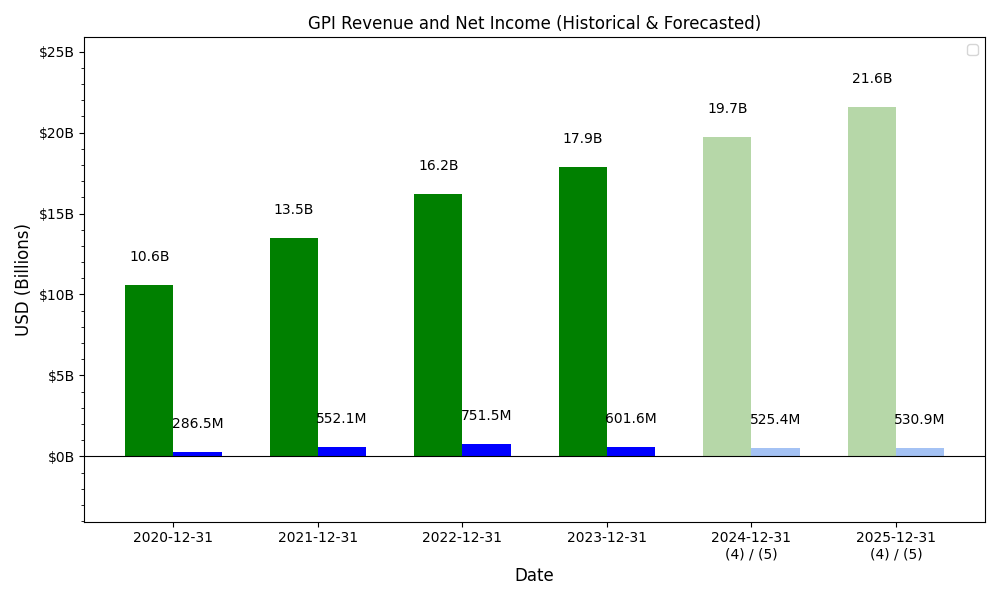 GPI Revenue and Net Income (Historical & Forecasted)
USD (Billions)
$25B
$20B
$15B
$10B
$5B
$0B
10.6B
286.5M
13.5B
552.1M
16.2B
751.5M
17.9B
601.6M
19.7B
525.4M
21.6B
530.9M
2020-12-31
2021-12-31
2022-12-31
2023-12-31
2024-12-31
(4) / (5)
2025-12-31
(4) / (5)
Date